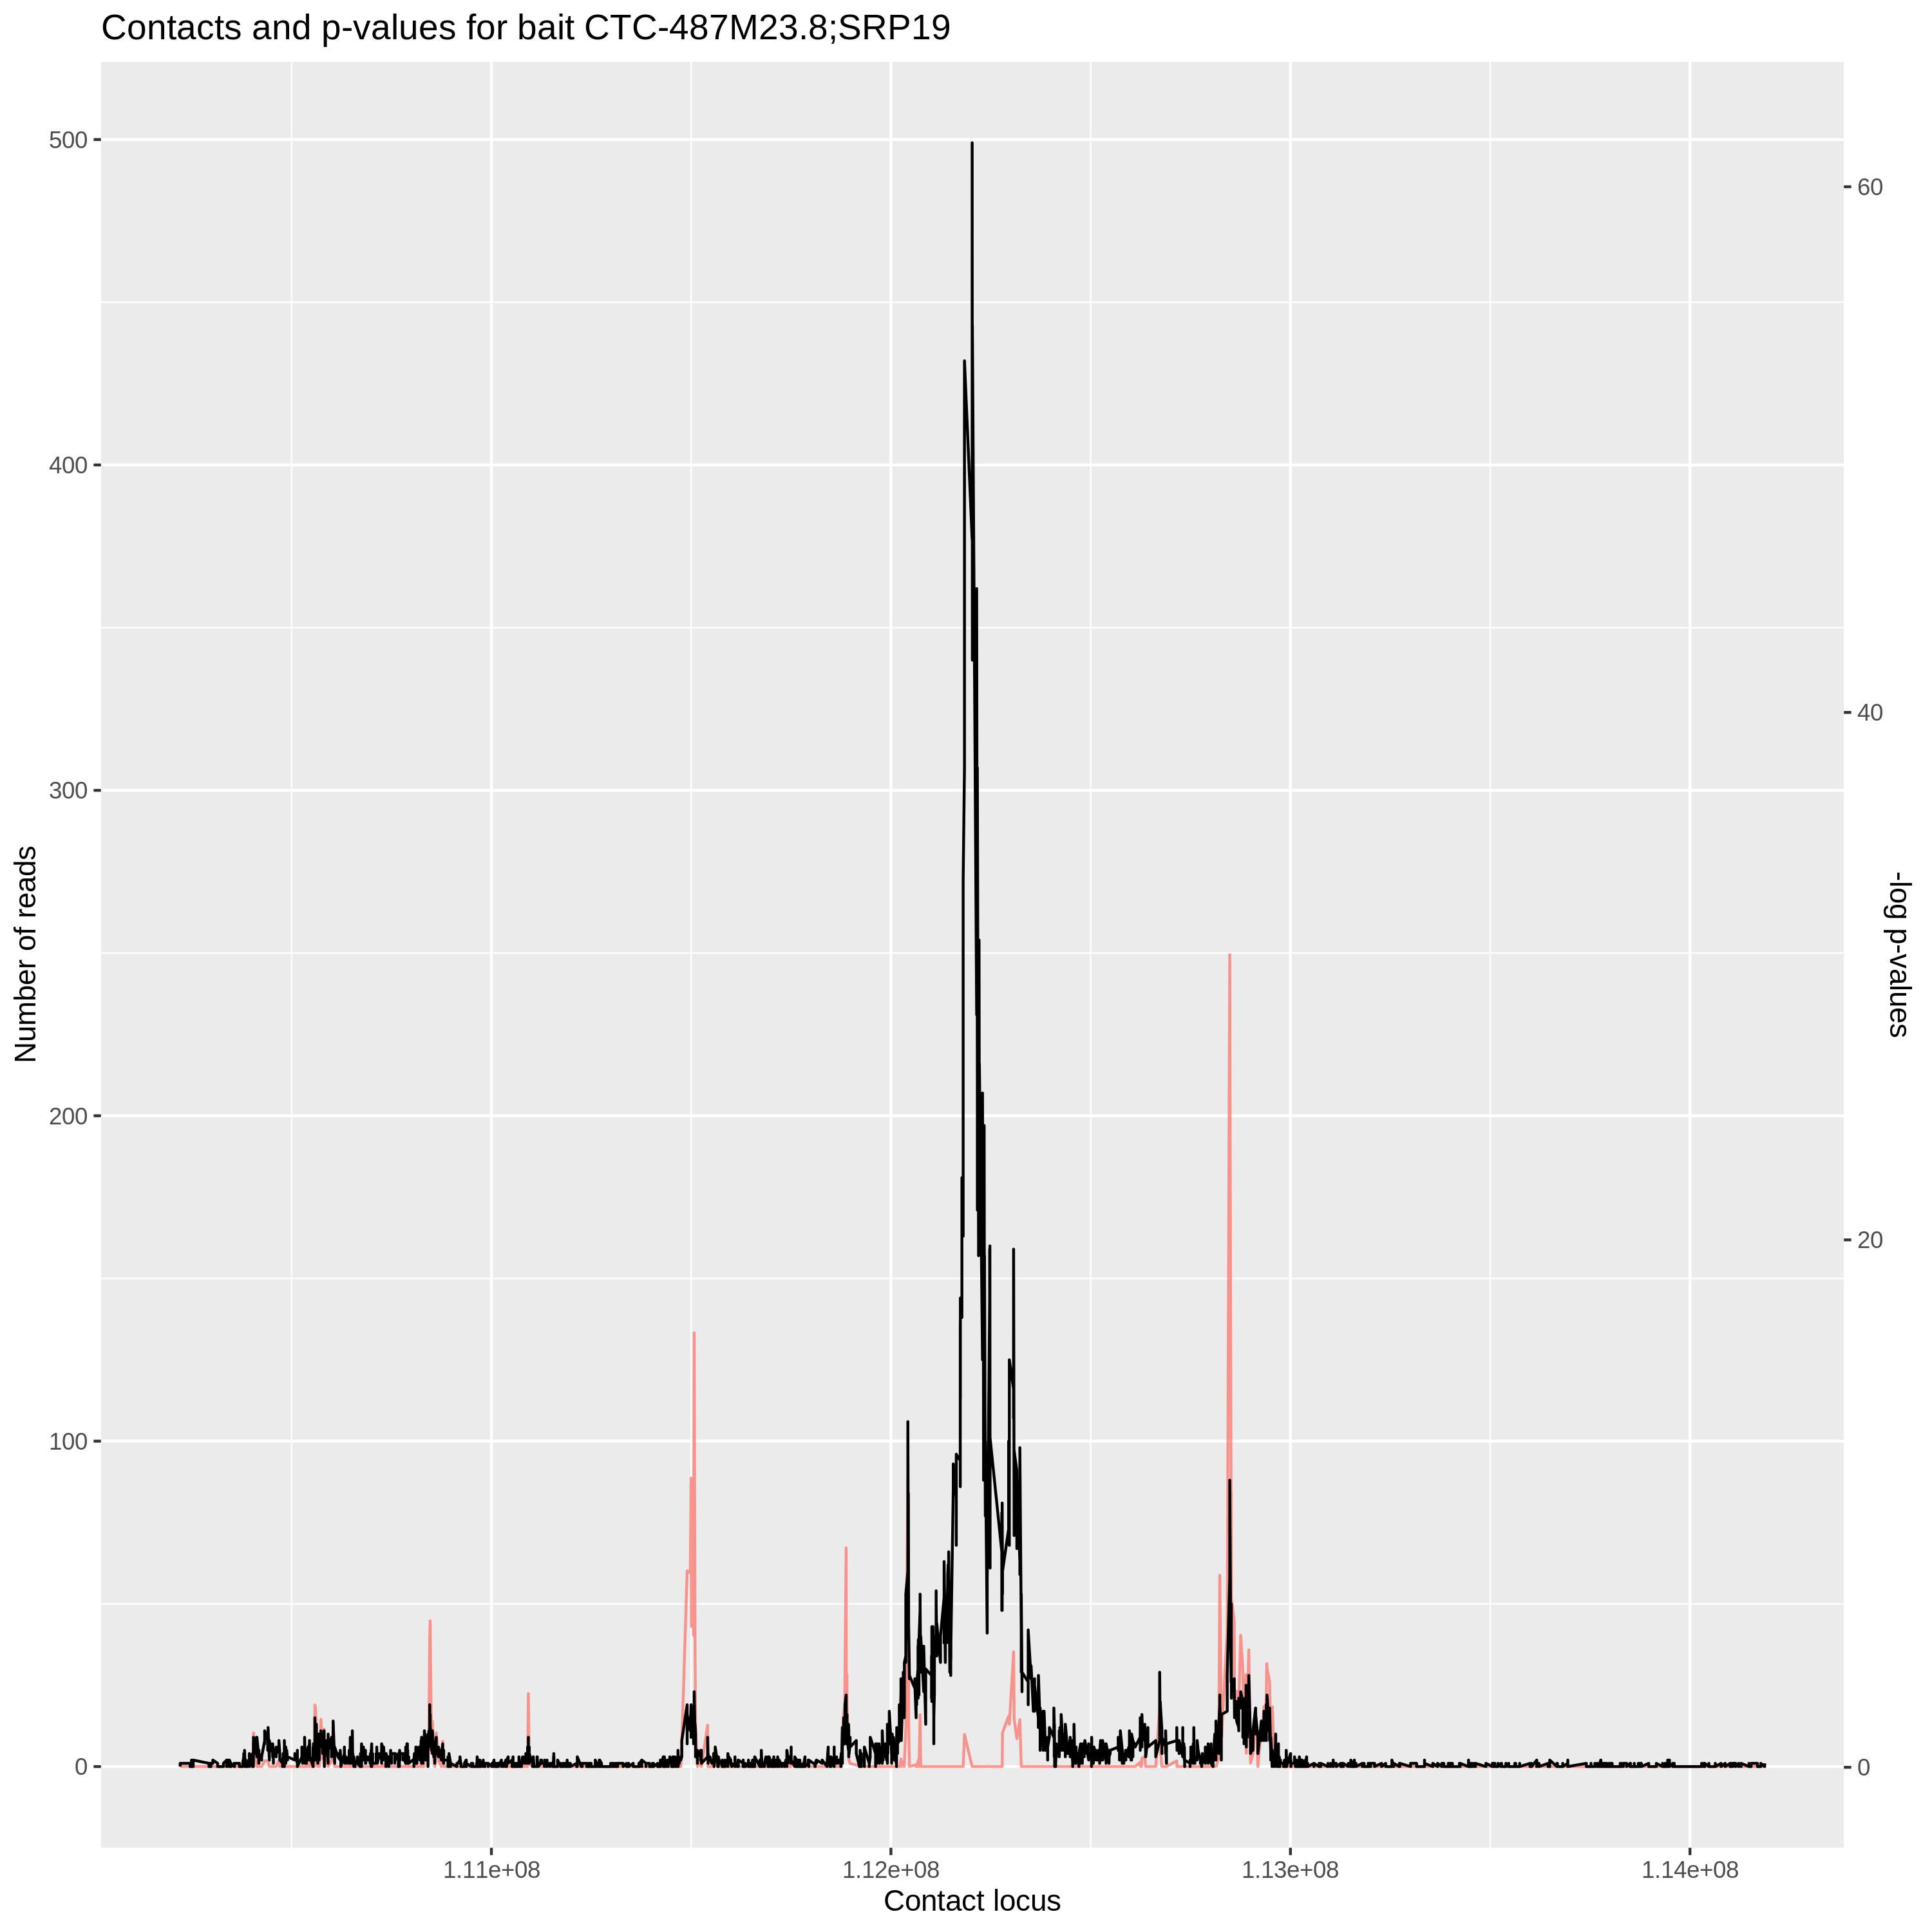 Contacts and p-values for bait CTC-487M23.8;SRP19
500
400
300
200
100
0
Number of reads
60
40
20
0
-log p-values
1.11e+08
1.12e+08
1.13e+08
1.14e+08
Contact locus